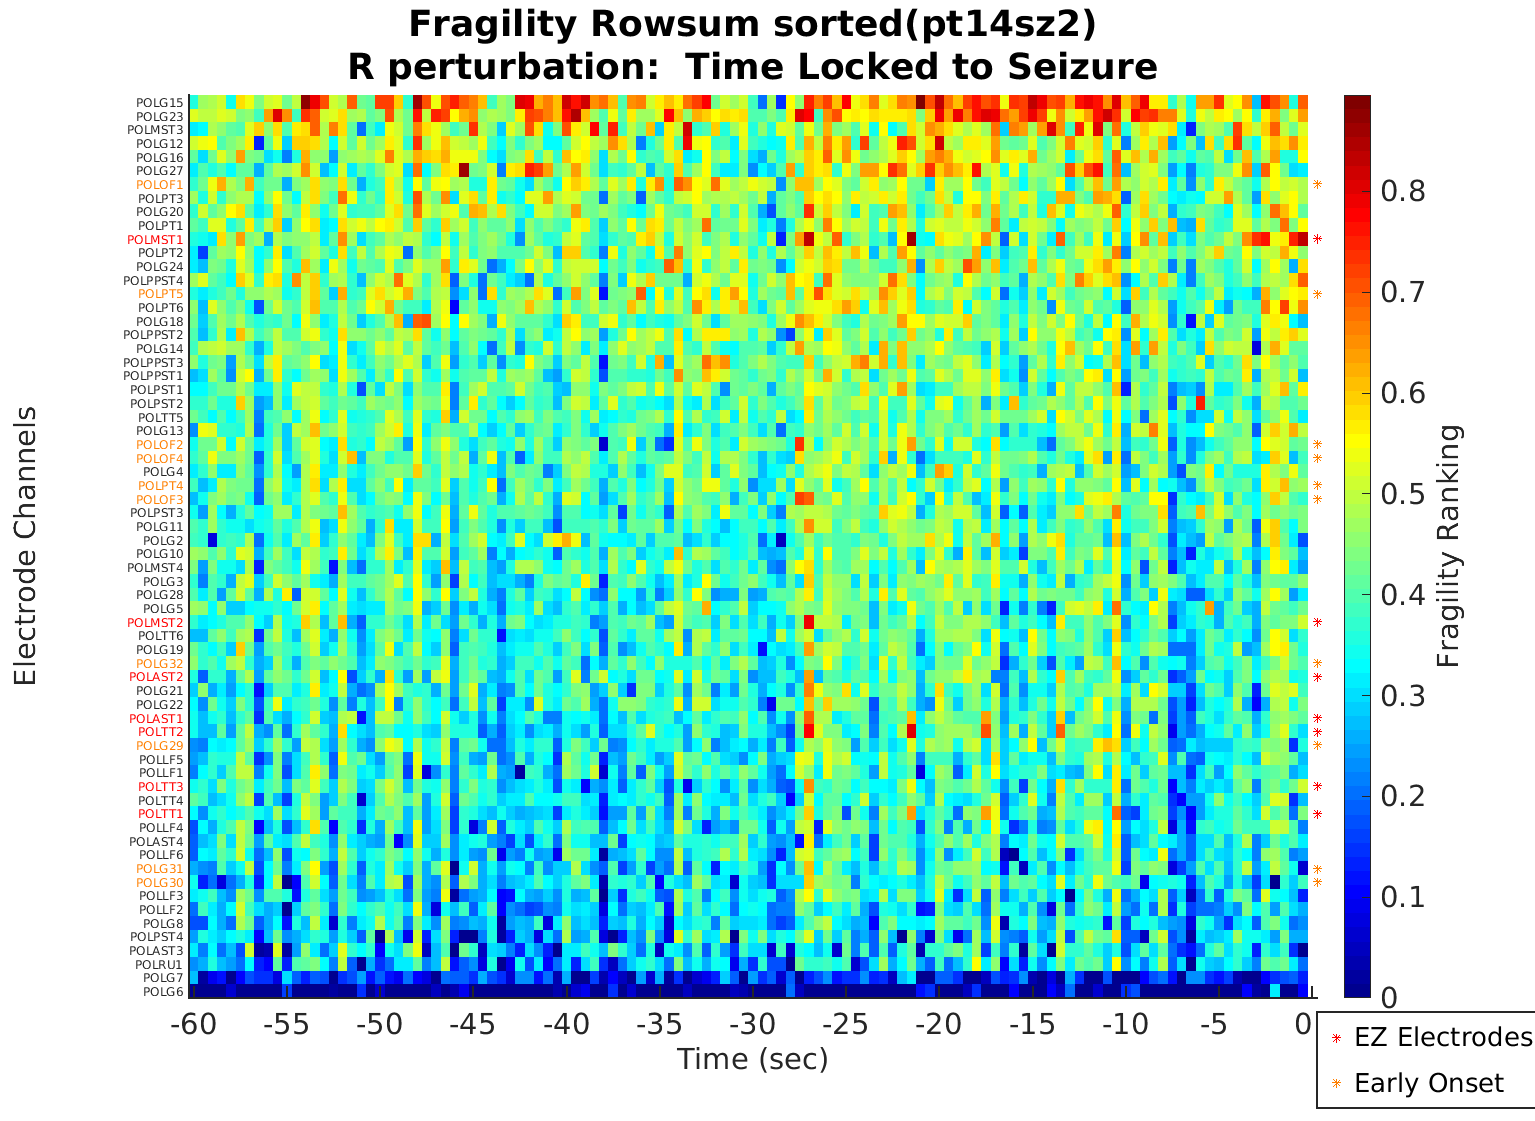 Fragility Rowsum sorted(pt14sz2)
R perturbation:  Time Locked to Seizure
Electrode Channels
POLG15
POLG23
POLMST3
POLG12
POLG16
POLG27
POLOF1
POLPT3
POLG20
POLPT1
POLMST1
POLPT2
POLG24
POLPPST4
POLPT5
POLPT6
POLG18
POLPPST2
POLG14
POLPPST3
POLPPST1
POLPST1
POLPST2
POLTT5
POLG13
POLOF2
POLOF4
POLG4
POLPT4
POLOF3
POLPST3
POLG11
POLG2
POLG10
POLMST4
POLG3
POLG28
POLG5
POLMST2
POLTT6
POLG19
POLG32
POLAST2
POLG21
POLG22
POLAST1
POLTT2
POLG29
POLLF5
POLLF1
POLTT3
POLTT4
POLTT1
POLLF4
POLAST4
POLLF6
POLG31
POLG30
POLLF3
POLLF2
POLG8
POLPST4
POLAST3
POLRU1
POLG7
POLG6
-60 -55 -50 -45 -40 -35 -30 -25 -20 -15 -10 -5 0
Time (sec)
0.8
0.7
0.6
0.5
0.4
0.3
0.2
0.1
0
Fragility Ranking
EZ Electrodes
Early Onset